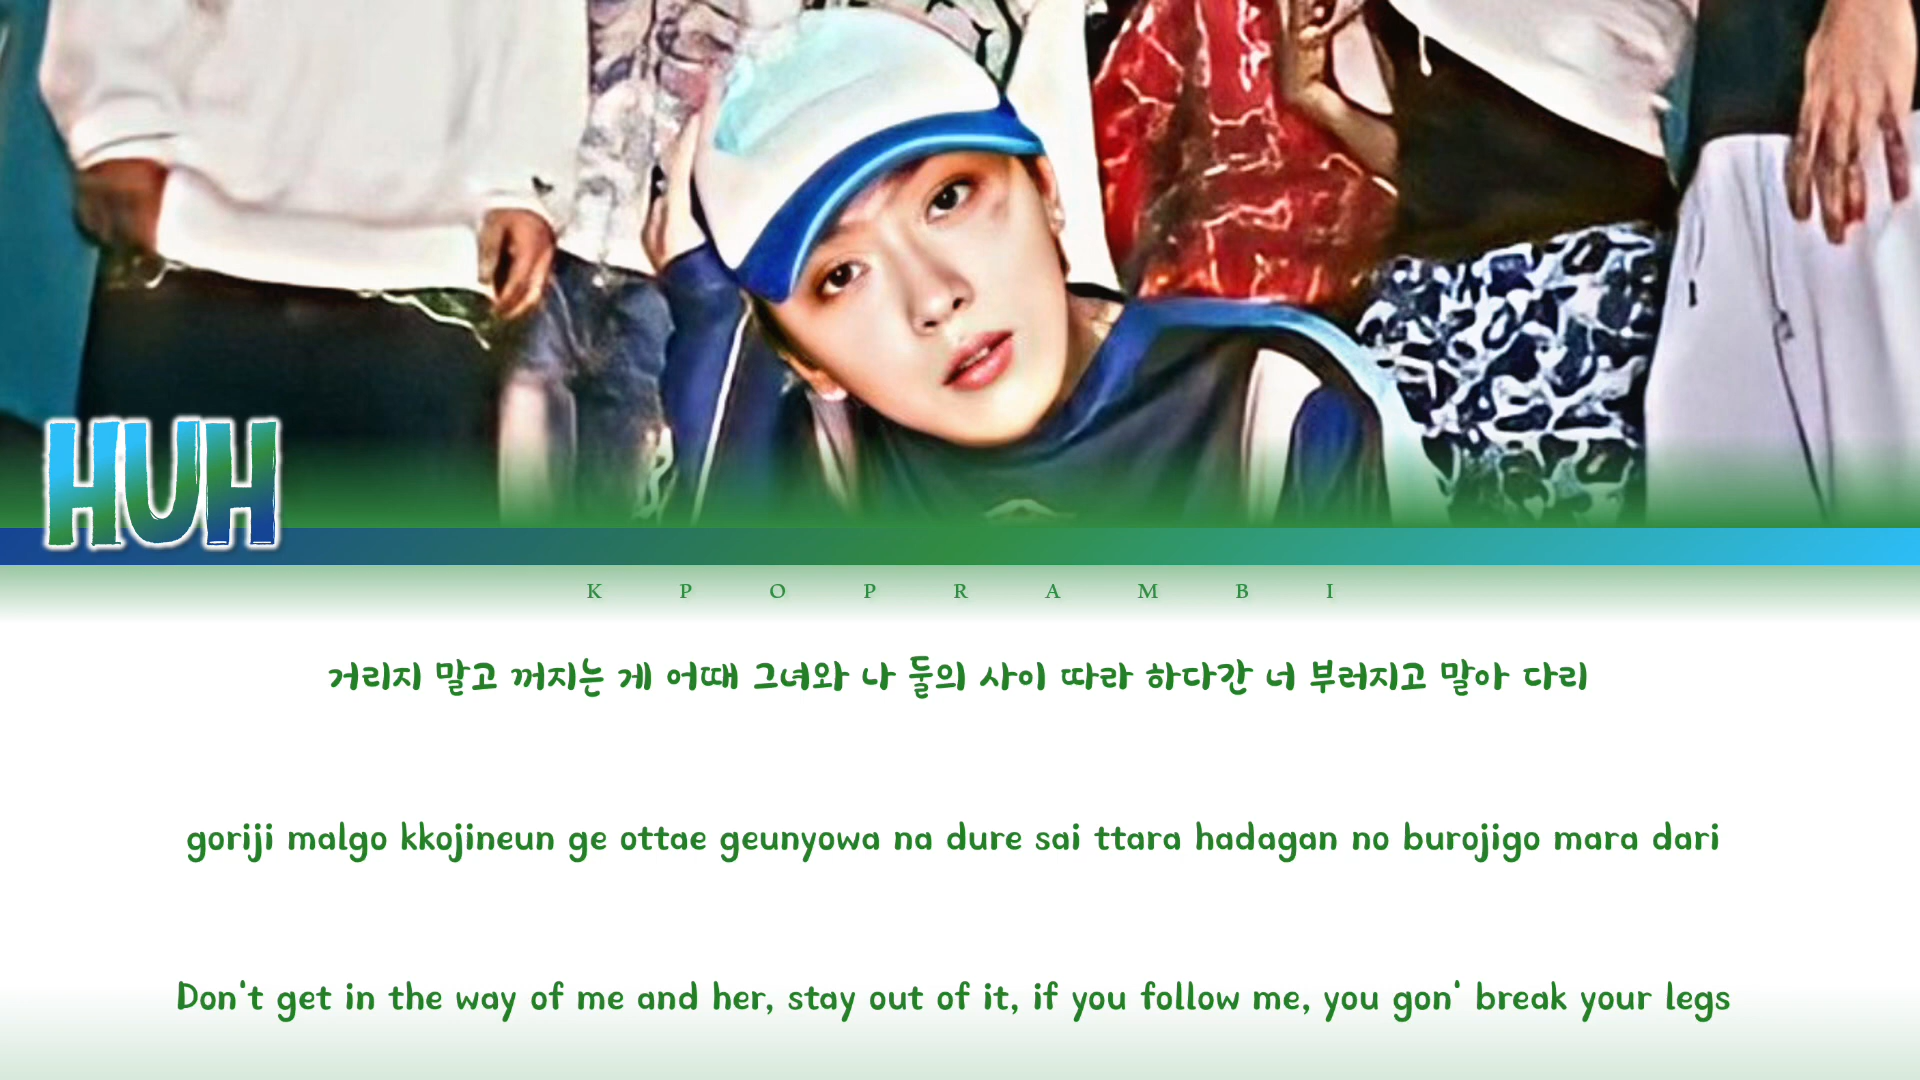 HUH
KPOPRAMBI
거리지 말고 꺼지는 게 어때 그녀와 나 둘의 사이 따라 하다간 너 부러지고 말아 다리
goriji malgo kkojineun ge ottae geunyowa na dure sai ttara hadagan no burojigo mara dari
Don't get in the way of me and her, stay out of it, if you follow me, you gon' break your legs